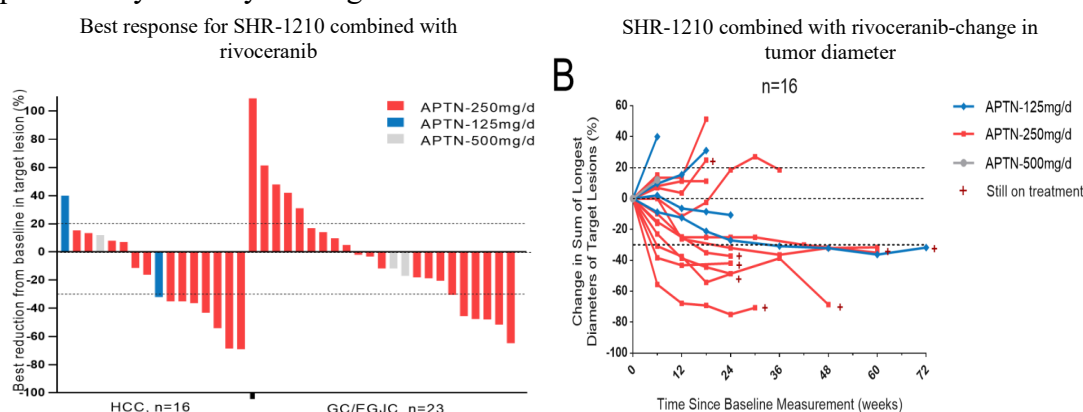 Best response for SHR-1210 combined with
rivoceranib
Best reduction from baseline in target lesion (%)
100
80
60
40
20
0
-20
-40
-60
-80
-100
APTN-250mg/d
APTN-125mg/d
APTN-500mg/d
HCC, n=16
GC/EGJC, n=23
SHR-1210 combined with rivoceranib-change in
tumor diameter
B
n=16
Change in Sum of Longest
Diameters of Target Lesions (%)
60
40
20
0
-20
-40
-60
-80
-100
0
12
24
36
48
60
72
Time Since Baseline Measurement (weeks)
APTN-125mg/d
APTN-250mg/d
APTN-500mg/d
+ Still on treatment